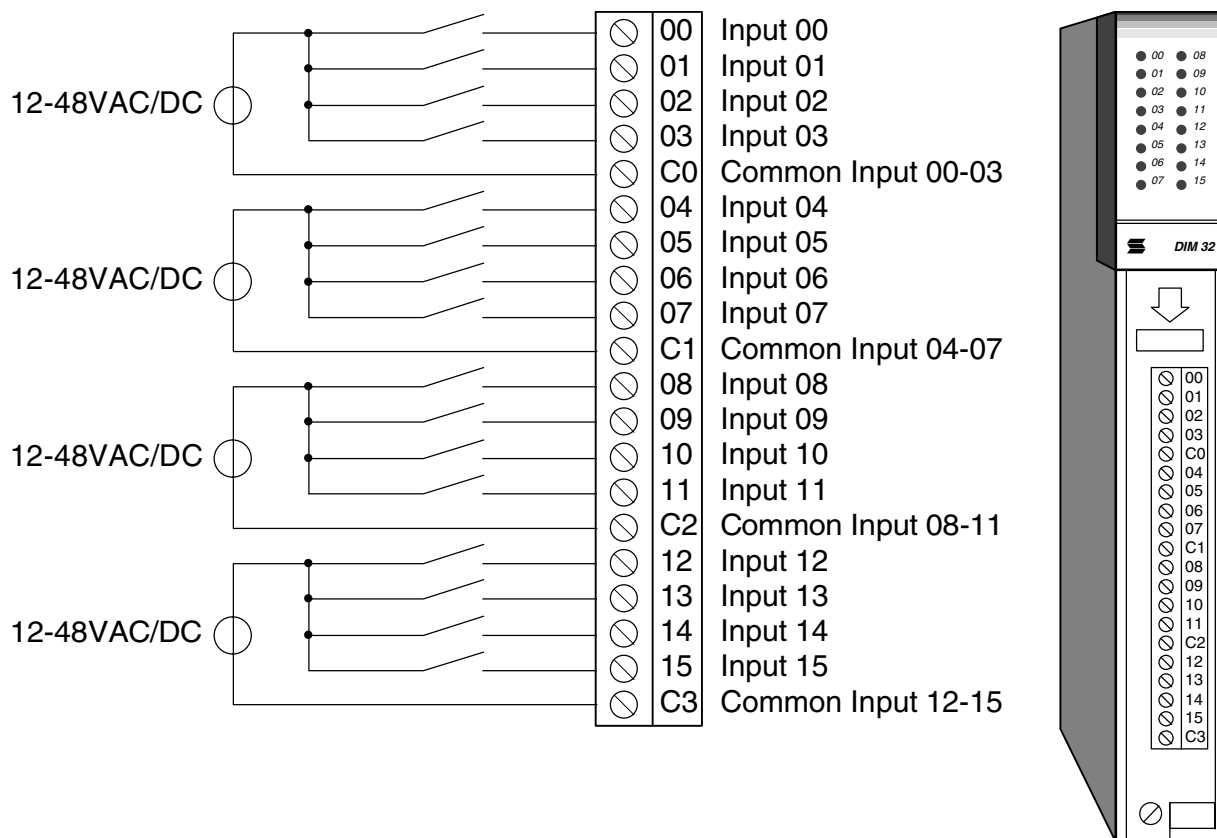 12-48VAC/DC
12-48VAC/DC
12-48VAC/DC
12-48VAC/DC
00 Input 00
01 Input 01
02 Input 02
03 Input 03
C0 Common Input 00-03
04 Input 04
05 Input 05
06 Input 06
07 Input 07
C1 Common Input 04-07
08 Input 08
09 Input 09
10 Input 10
11 Input 11
C2 Common Input 08-11
12 Input 12
13 Input 13
14 Input 14
15 Input 15
C3 Common Input 12-15
00 08
01 09
02 10
03 11
04 12
05 13
06 14
07 15
DIM 32
00
01
02
03
C0
04
05
06
07
C1
08
09
10
11
C2
12
13
14
15
C3